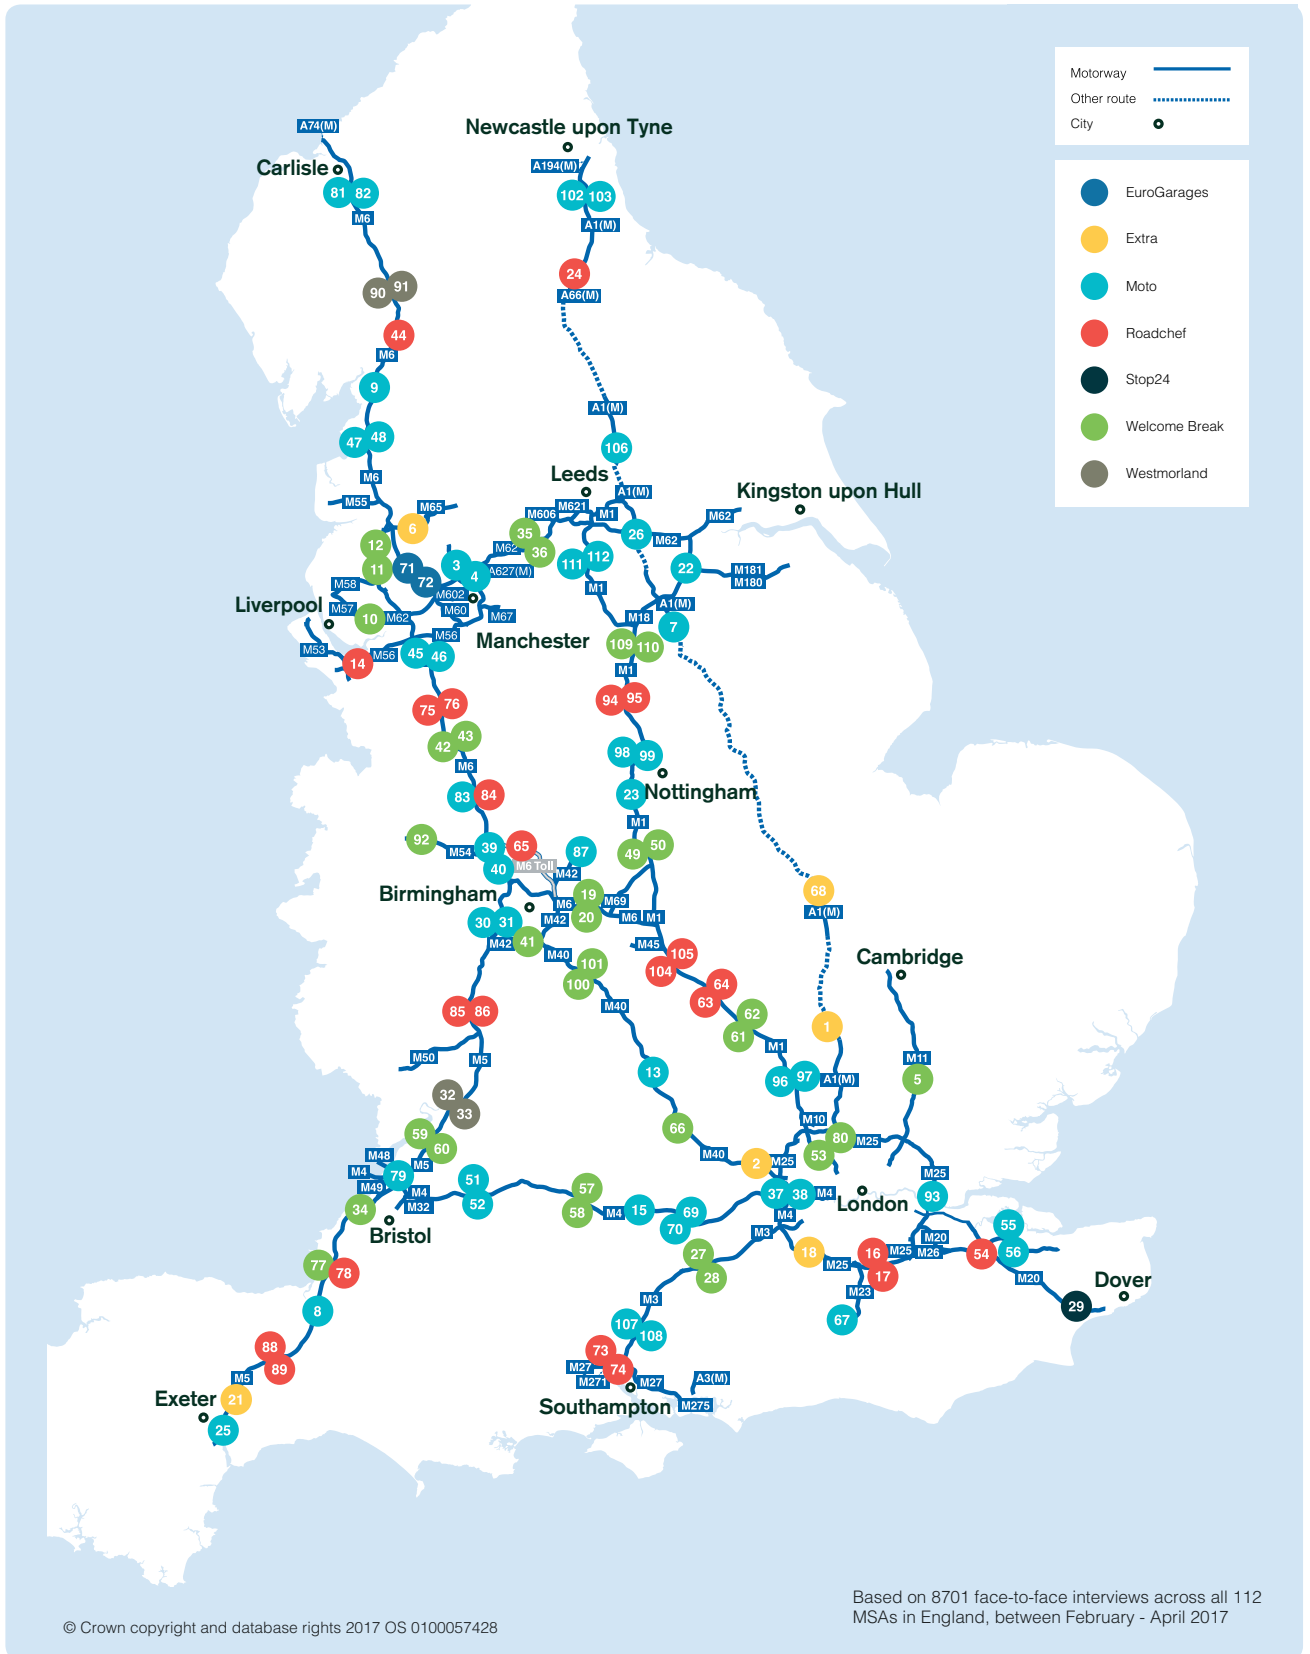 Motorway
Other route
City
EuroGarages
Extra
Moto
Roadchef
Stop24
Welcome Break
Westmorland
A74(M)
Newcastle upon Tyne
Carlisle
A194(M)
81
82
102
103
M6
A1(M)
24
90
91
A66(M)
44
M6
9
A1(M)
47
48
106
Leeds
M6
A1(M)
Kingston upon Hull
M55
M65
M621
M606
M1
M62
6
35
26
M62
12
M62
36
112
111
3
4
A627(M)
11
71
72
22
M181
M180
M58
M602
M1
A1(M)
Liverpool
M57
M60
M67
10
M62
M18
7
M56
Manchester
M53
M56
45
46
109
110
14
M1
75
76
94
95
43
42
98
99
M6
Nottingham
83
84
23
M1
92
50
39
65
87
49
M54
M6 Toll
40
M42
68
Birmingham
19
M69
M6
A1(M)
30
31
M42
20
M6
M1
41
M42
M45
105
Cambridge
M40
101
104
100
64
85
86
63
M40
62
1
61
M50
M5
M1
M11
13
96
97
A1(M)
5
32
33
M10
59
66
80
60
M25
M48
M40
53
M5
2
M25
M4
79
M25
51
57
M49
M4
37
38
M4
93
London
34
M32
52
58
M4
15
69
M4
Bristol
70
M3
55
M20
27
18
16
M25
M26
54
56
77
78
28
M25
17
M20
Dover
M23
M3
29
8
67
107
108
88
73
89
M27
74
M5
M271
M27
A3(M)
Exeter
21
Southampton
M275
25
Based on 8701 face-to-face interviews across all 112
MSAs in England, between February - April 2017
© Crown copyright and database rights 2017 OS 0100057428